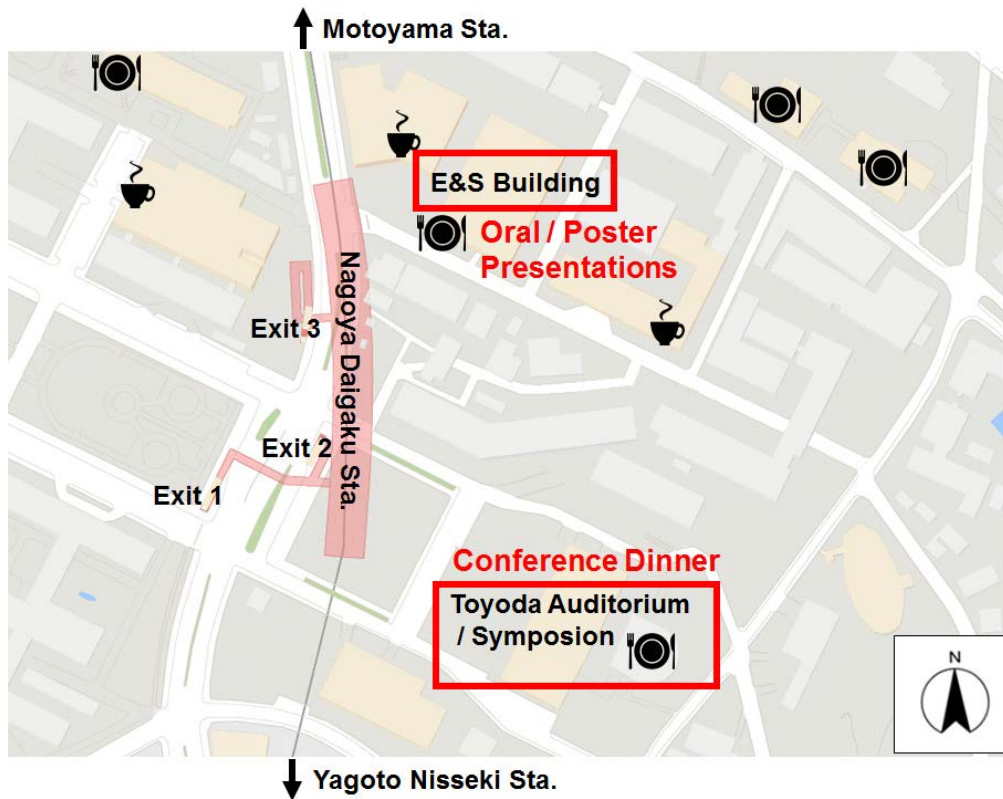 Motoyama Sta.
E&S Building
Oral / Poster
Presentations
Nagoya Daigaku Sta.
Exit 3
Exit 2
Exit 1
Conference Dinner
Toyoda Auditorium
/ Symposion
N
Yagoto Nisseki Sta.